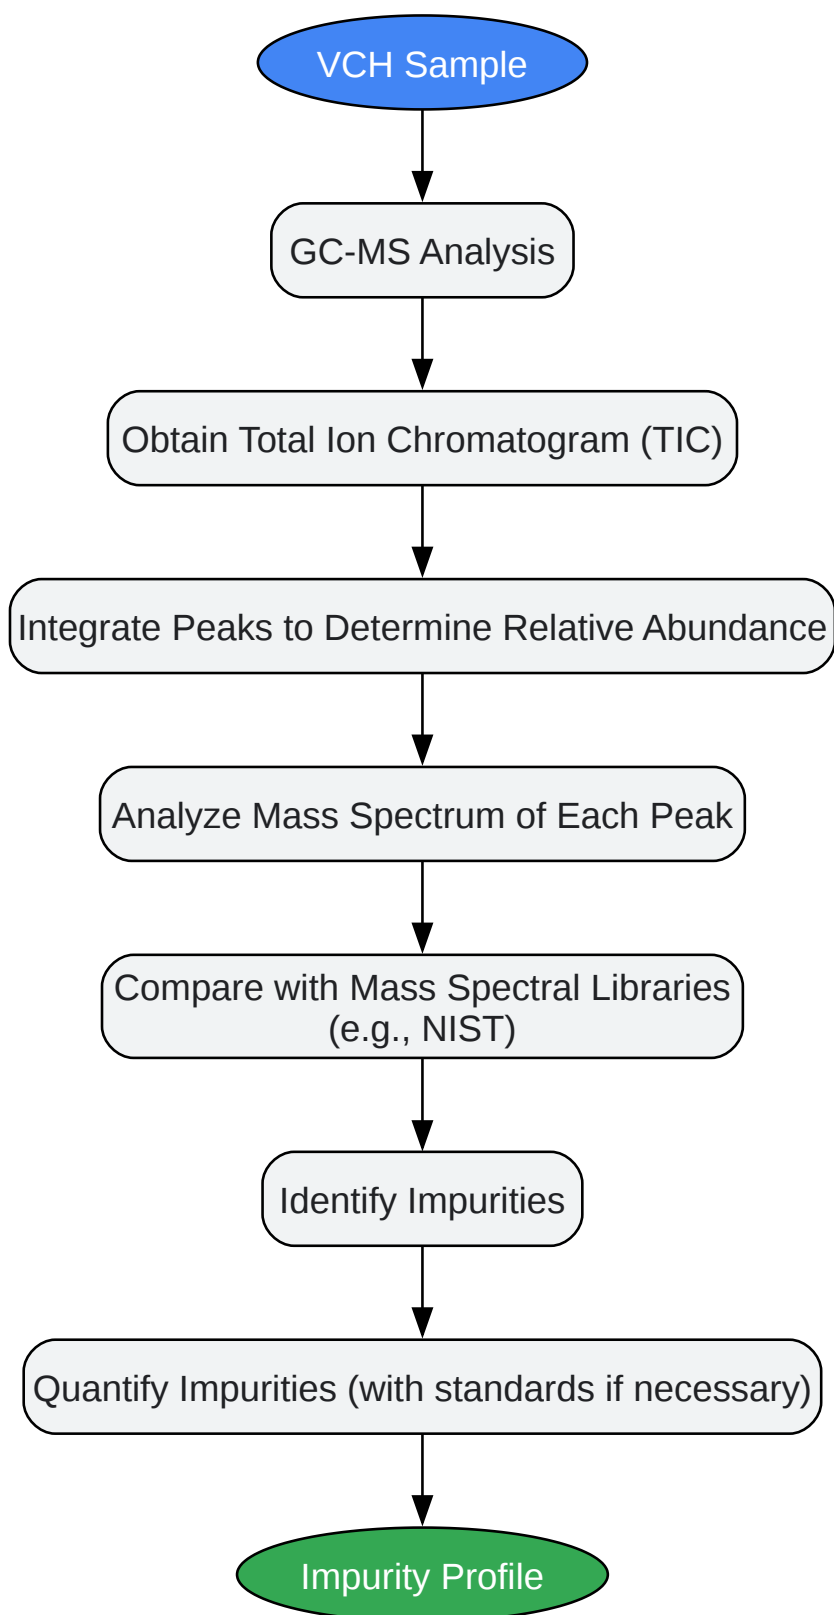 VCH Sample
GC-MS Analysis
Obtain Total Ion Chromatogram (TIC)
Integrate Peaks to Determine Relative Abundance
Analyze Mass Spectrum of Each Peak
Compare with Mass Spectral Libraries
(e.g., NIST)
Identify Impurities
Quantify Impurities (with standards if necessary)
Impurity Profile